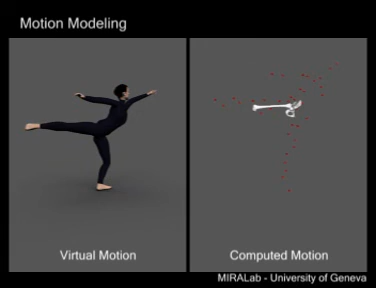 Motion Modeling
Virtual Motion
Computed Motion
MIRALab - University of Geneva